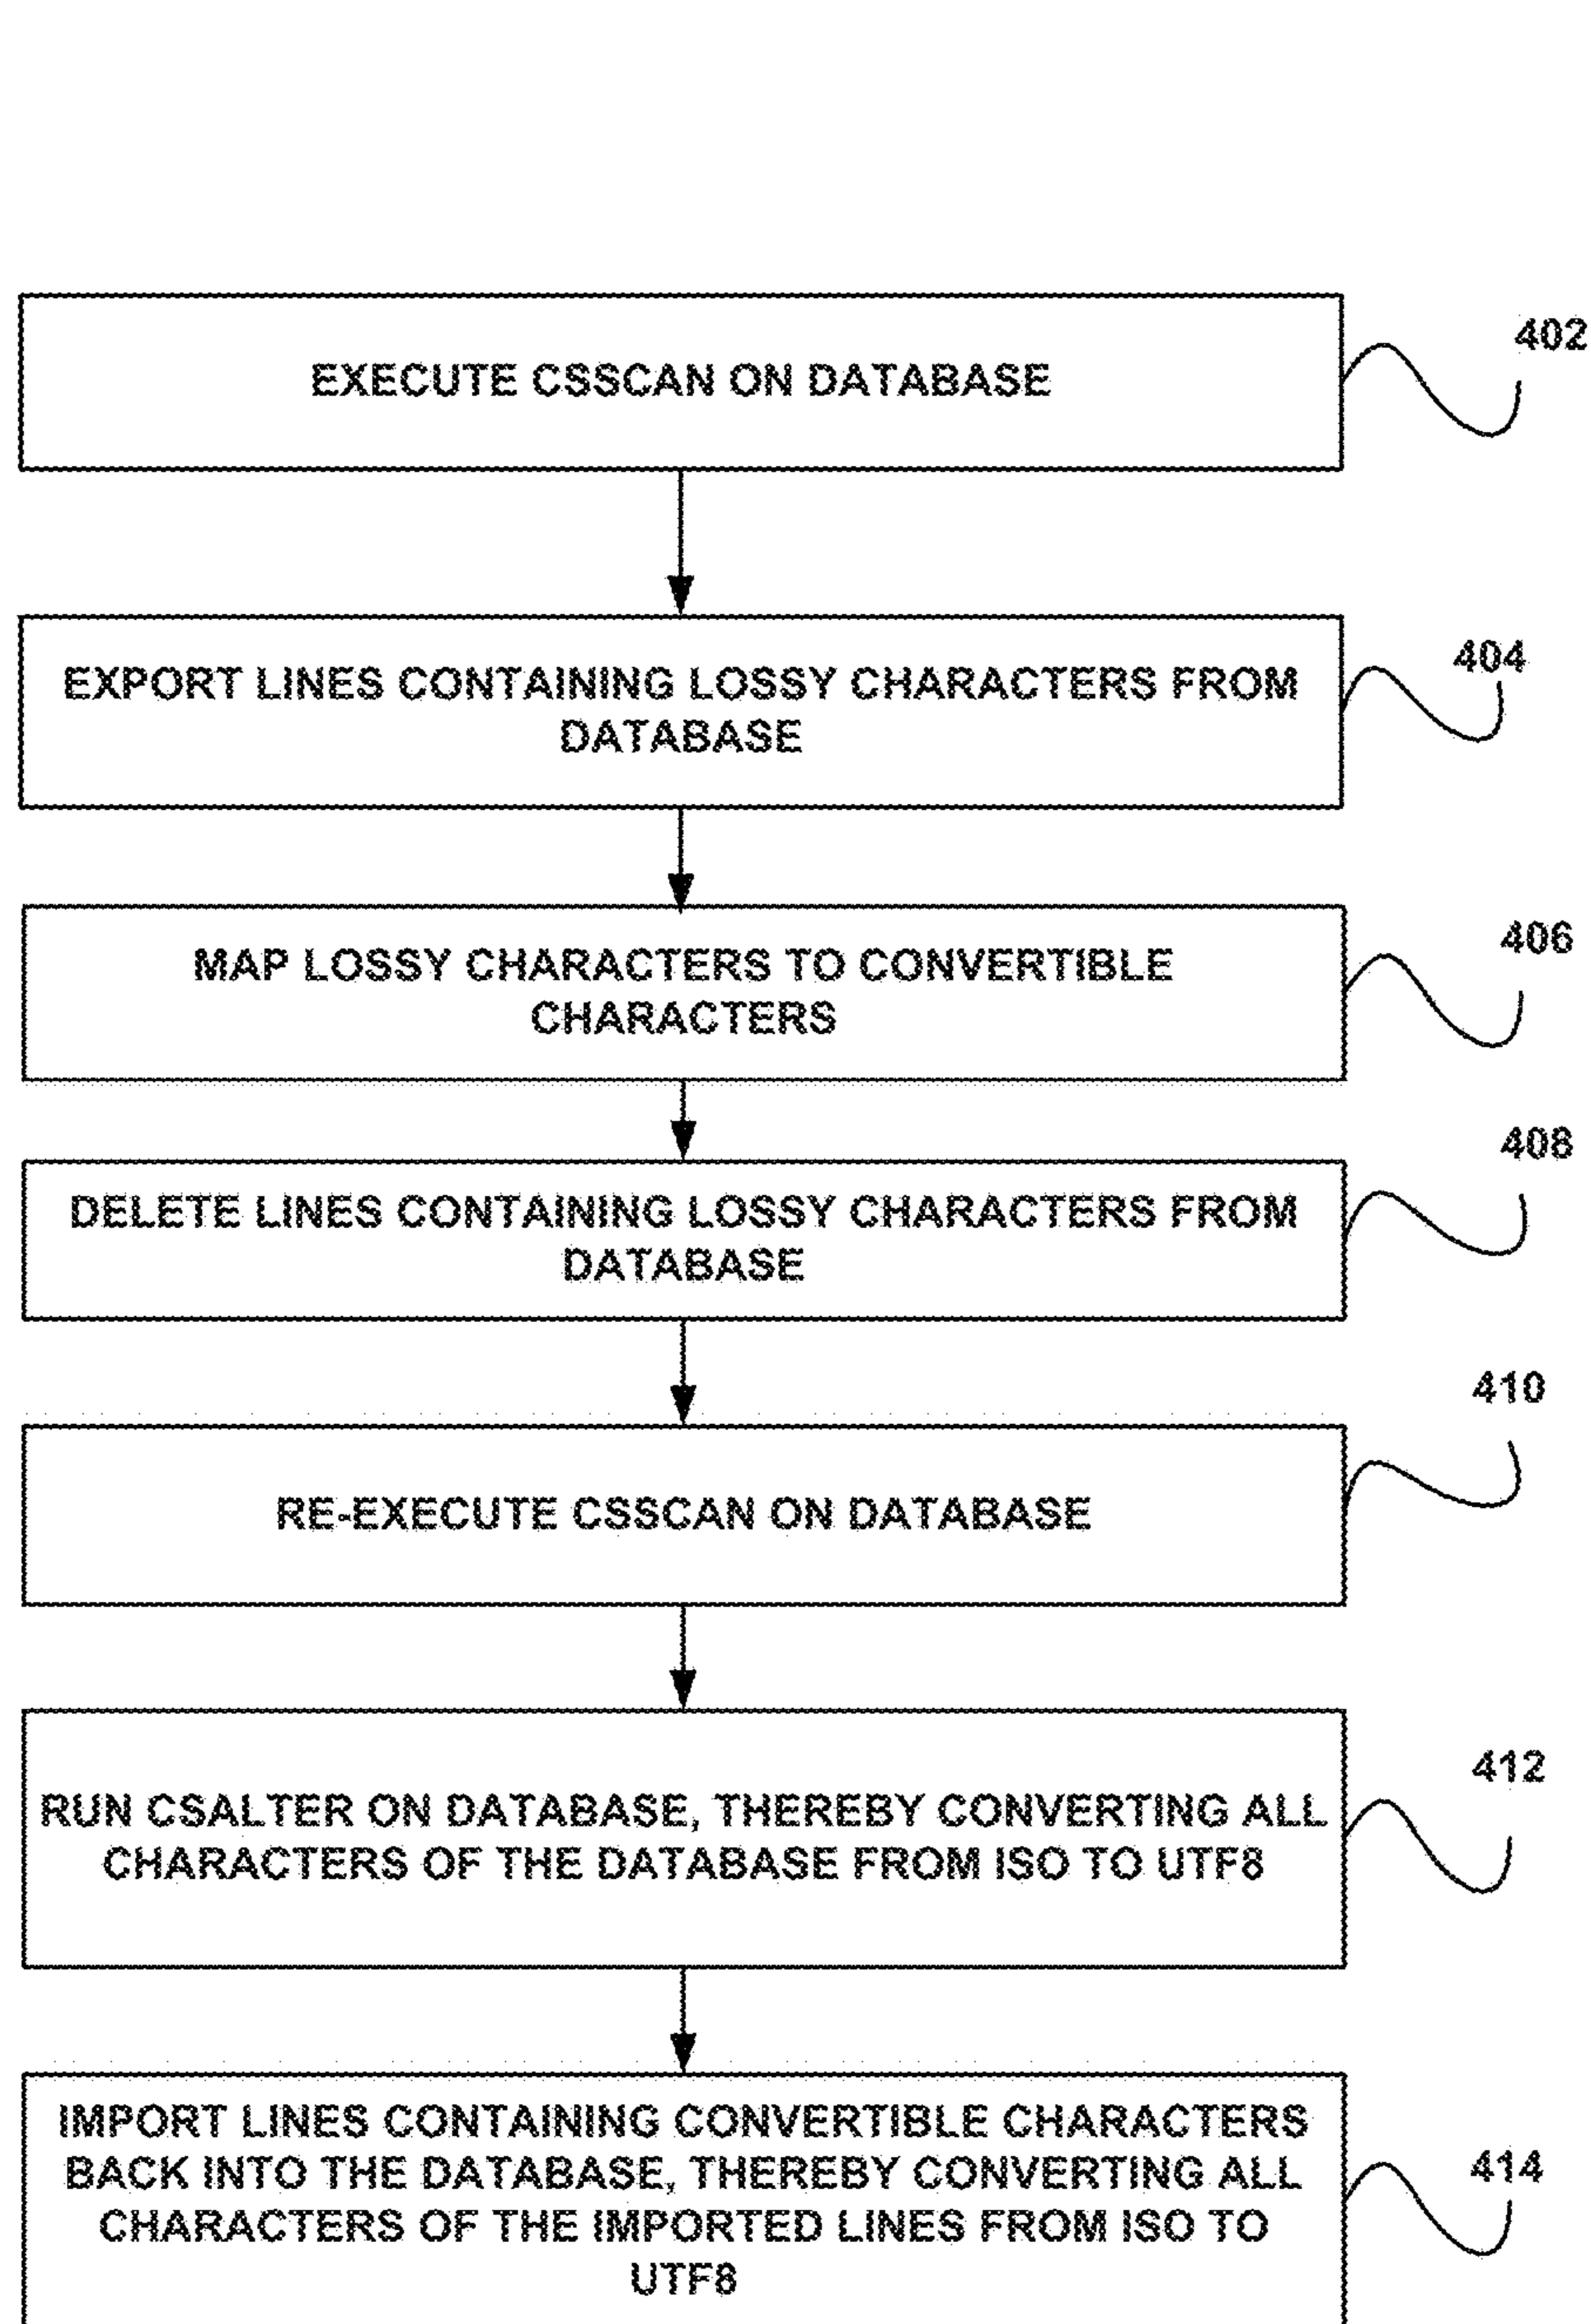 EXECUTE CSSCAN ON DATABASE
402
EXPORT LINES CONTAINING LOSSY CHARACTERS FROM
DATABASE
404
MAP LOSSY CHARACTERS TO CONVERTIBLE
CHARACTERS
406
DELETE LINES CONTAINING LOSSY CHARACTERS FROM
DATABASE
408
RE-EXECUTE CSSCAN ON DATABASE
410
RUN CSALTER ON DATABASE, THEREBY CONVERTING ALL
CHARACTERS OF THE DATABASE FROM ISO TO UTF8
412
IMPORT LINES CONTAINING CONVERTIBLE CHARACTERS
BACK INTO THE DATABASE, THEREBY CONVERTING ALL
CHARACTERS OF THE IMPORTED LINES FROM ISO TO
UTF8
414